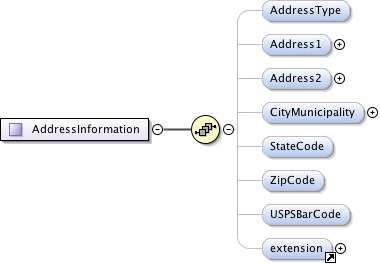 AddressType
Address1
Address2
AddressInformation
CityMunicipality
StateCode
ZipCode
USPSBarCode
extension